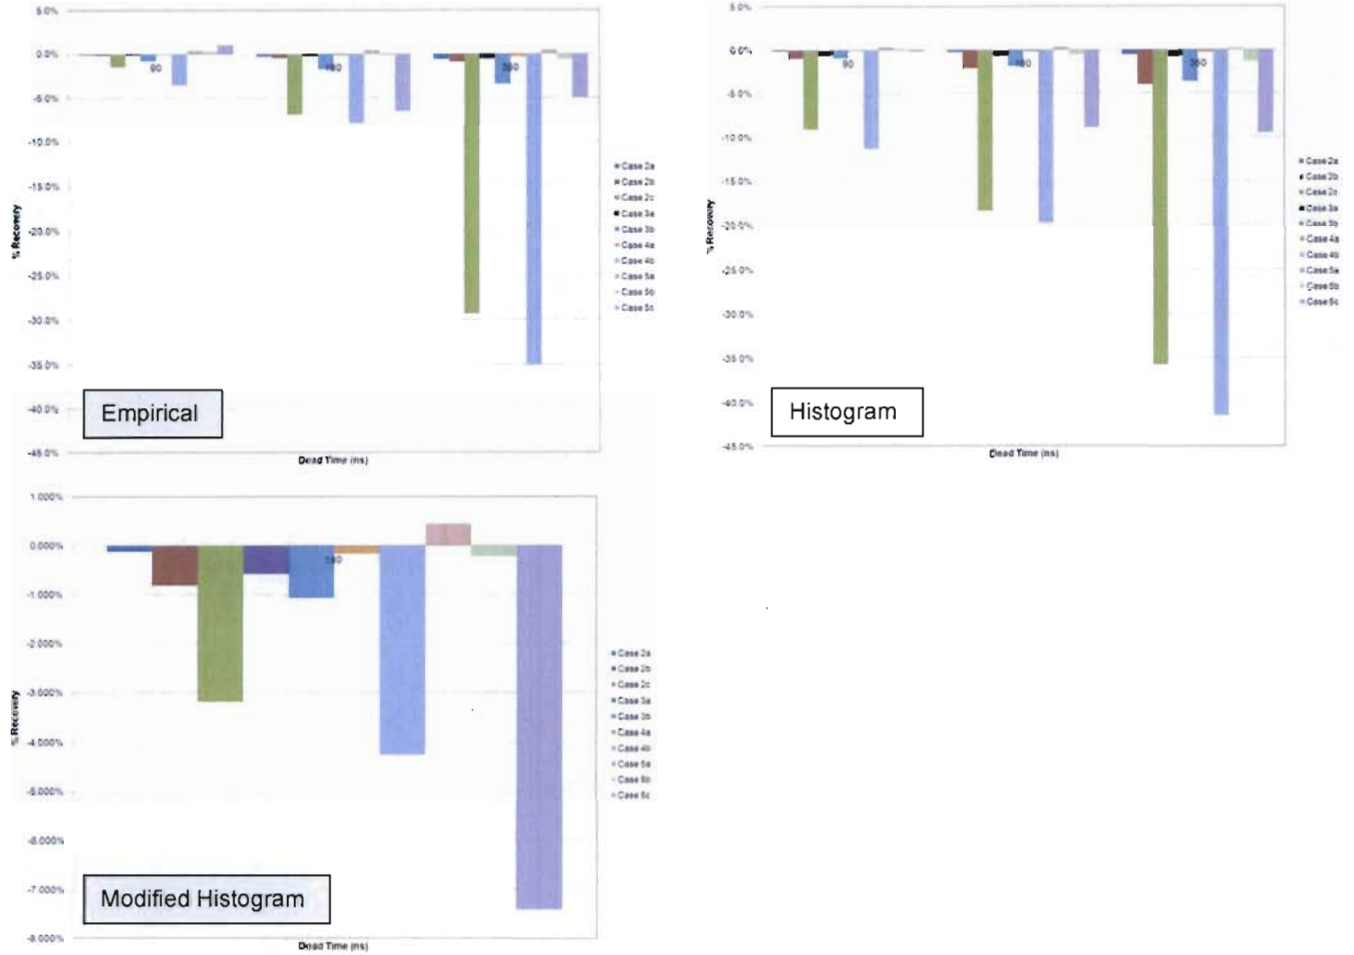 5.0%
0.0%
-5.0%
-10.0%
-15.0%
-20.0%
-25.0%
-30.0%
-35.0%
-40.0%
-45.0%
% Recovery
90
180
360
Dead Time (ns)
Case 2a
Case 2b
Case 2c
Case 3a
Case 3b
Case 4a
Case 4b
Case 5a
Case 5b
Case 5c
Empirical
5.0%
0.0%
-5.0%
-10.0%
-15.0%
-20.0%
-25.0%
-30.0%
-35.0%
-40.0%
-45.0%
% Recovery
90
180
360
Dead Time (ns)
Case 2a
Case 2b
Case 2c
Case 3a
Case 3b
Case 4a
Case 4b
Case 5a
Case 5b
Case 5c
Histogram
1.000%
0.000%
-1.000%
-2.000%
-3.000%
-4.000%
-5.000%
-6.000%
-7.000%
-8.000%
% Recovery
Dead Time (ns)
Case 2a
Case 2b
Case 2c
Case 3a
Case 3b
Case 4a
Case 4b
Case 5a
Case 5b
Case 5c
Modified Histogram